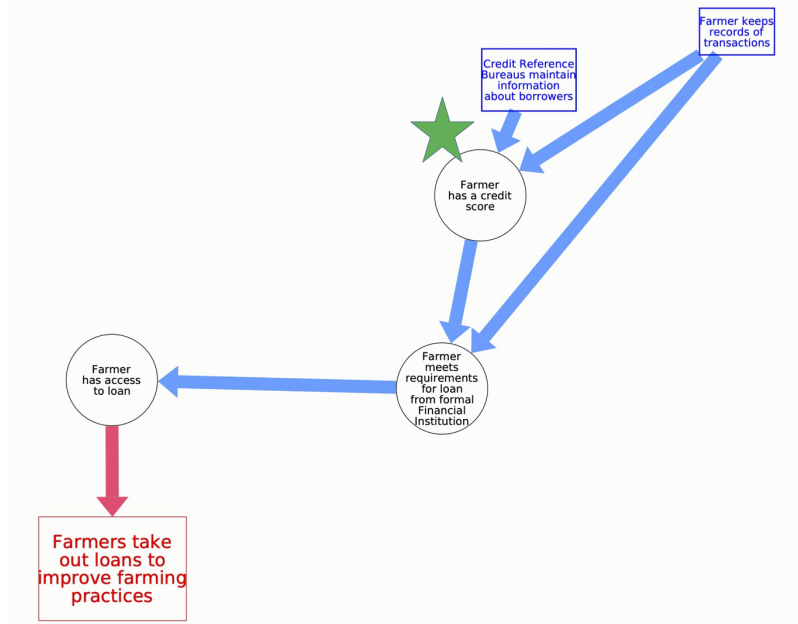 Farmer keeps
records of
transactions
Credit Reference
Bureaus maintain
information
about borrowers
Farmer
has a credit
score
Farmer
meets
requirements
for loan
from formal
Financial
Institution
Farmer
has access
to loan
Farmers take
out loans to
improve farming
practices